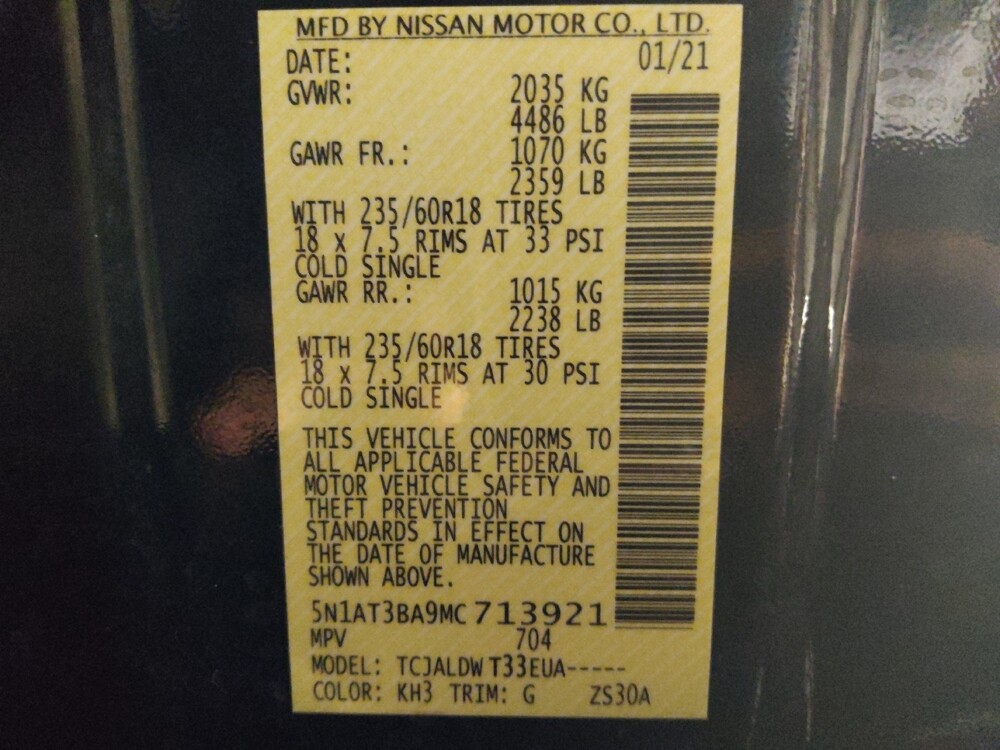 MFD BY NISSAN MOTOR CO., LTD.
DATE: 01/21
GVWR: 2035 KG
4486 LB
GAWR FR.: 1070 KG
2359 LB
WITH 235/60R18 TIRES
18 x 7.5 RIMS AT 33 PSI
COLD SINGLE
GAWR RR.: 1015 KG
2238 LB
WITH 235/60R18 TIRES
18 x 7.5 RIMS AT 30 PSI
COLD SINGLE
THIS VEHICLE CONFORMS TO
ALL APPLICABLE FEDERAL
MOTOR VEHICLE SAFETY AND
THEFT PREVENTION
STANDARDS IN EFFECT ON
THE DATE OF MANUFACTURE
SHOWN ABOVE.
5N1AT3BA9MC 713921
MPV 704
MODEL: TCJALDW T33EUA-----
COLOR: KH3 TRIM: G ZS30A